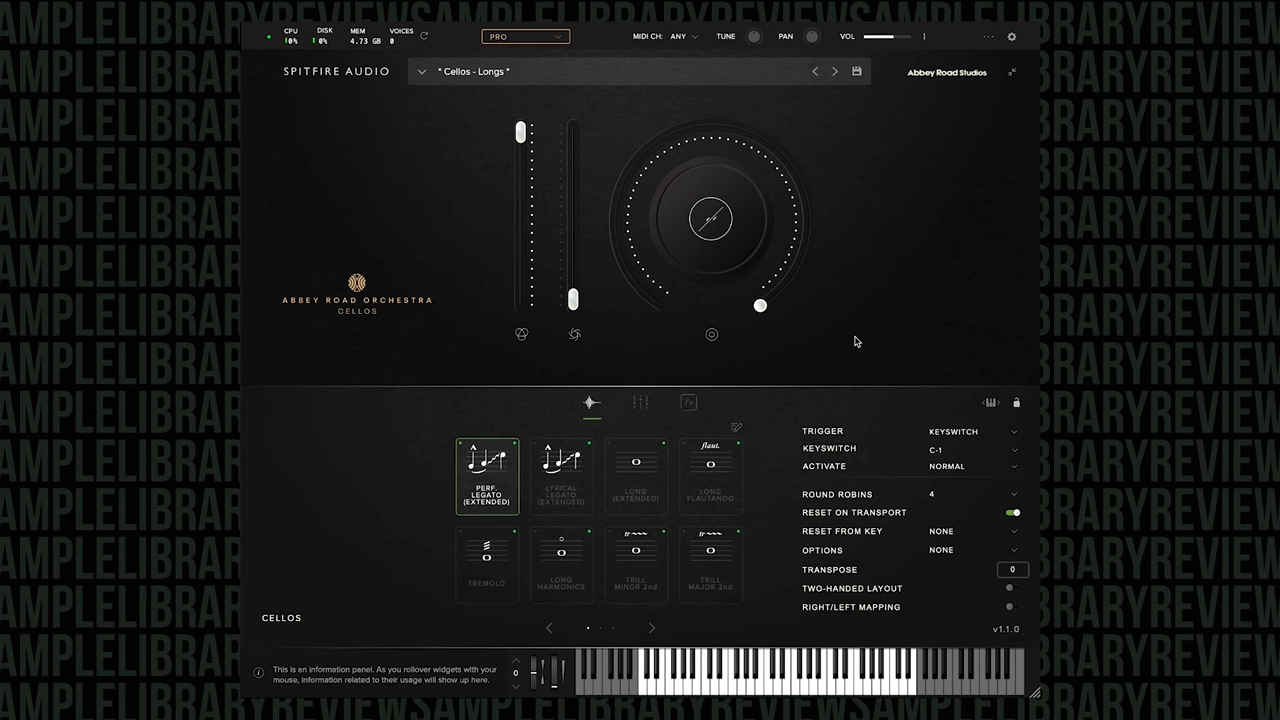 SAMPLELIBRARYREVIEW
CPU
0%
DISK
0%
MEM
4.73 GB
VOICES
0
PRO
MIDI CH: ANY
TUNE
PAN
VOL
SPITFIRE AUDIO
* Cellos - Longs *
Abbey Road Studios
ABBEY ROAD ORCHESTRA
CELLOS
PERF.
LEGATO
(EXTENDED)
LYRICAL
LEGATO
(EXTENDED)
LONG
(EXTENDED)
flaut.
LONG
FLAUTANDO
TREMOLO
LONG
HARMONICS
tr
TRILL
MINOR 2nd
tr
TRILL
MAJOR 2nd
TRIGGER KEYSWITCH
KEYSWITCH C-1
ACTIVATE NORMAL
ROUND ROBINS 4
RESET ON TRANSPORT
RESET FROM KEY NONE
OPTIONS NONE
TRANSPOSE 0
TWO-HANDED LAYOUT
RIGHT/LEFT MAPPING
v1.1.0
CELLOS
This is an information panel. As you rollover widgets with your
mouse, information related to their usage will show up here.
0